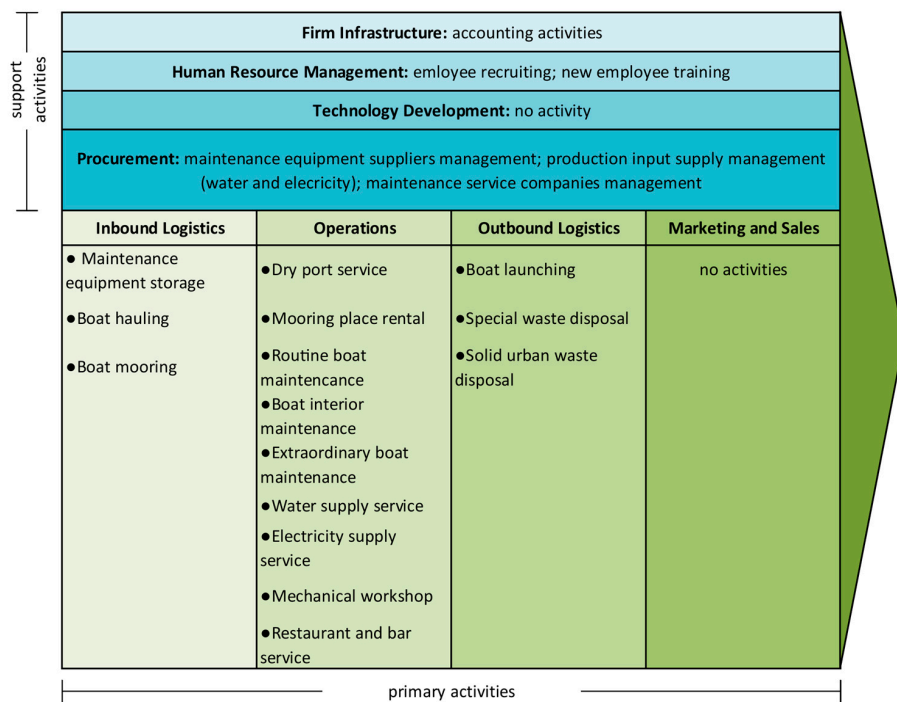 support
activities
Firm Infrastructure: accounting activities
Human Resource Management: emloyee recruiting; new employee training
Technology Development: no activity
Procurement: maintenance equipment suppliers management; production input supply management
(water and elecricity); maintenance service companies management
Inbound Logistics
● Maintenance
equipment storage
●Boat hauling
●Boat mooring
Operations
●Dry port service
●Mooring place rental
●Routine boat
maintencance
●Boat interior
maintenance
●Extraordinary boat
maintenance
●Water supply service
●Electricity supply
service
●Mechanical workshop
●Restaurant and bar
service
Outbound Logistics
●Boat launching
●Special waste disposal
●Solid urban waste
disposal
Marketing and Sales
no activities
primary activities